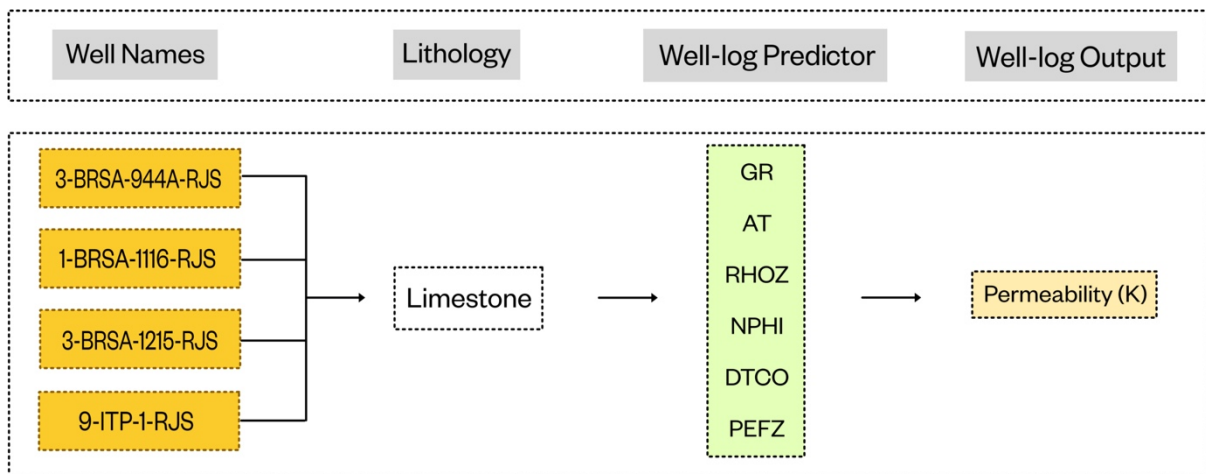 Well Names
Lithology
Well-log Predictor
Well-log Output
3-BRSA-944A-RJS
1-BRSA-1116-RJS
3-BRSA-1215-RJS
9-ITP-1-RJS
Limestone
GR
AT
RHOZ
NPHI
DTCO
PEFZ
Permeability (K)